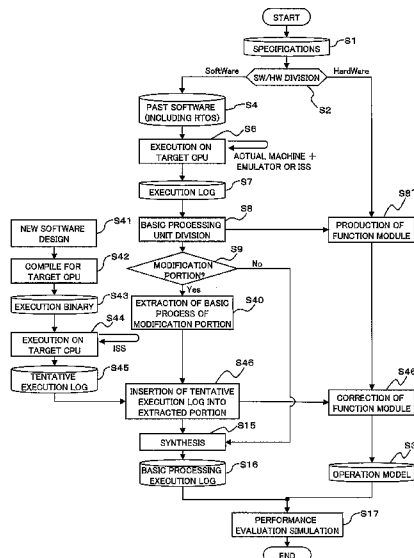 START
SPECIFICATIONS
S1
SoftWare
SW/HW DIVISION
HardWare
S2
PAST SOFTWARE
(INCLUDING RTOS)
S4
EXECUTION ON
TARGET CPU
S6
ACTUAL MACHINE +
EMULATOR OR ISS
EXECUTION LOG
S7
BASIC PROCESSING
UNIT DIVISION
S8
PRODUCTION OF
FUNCTION MODULE
NEW SOFTWARE
DESIGN
S41
MODIFICATION
PORTION?
S9
No
Yes
COMPILE FOR
TARGET CPU
S42
EXTRACTION OF BASIC
PROCESS OF
MODIFICATION PORTION
S40
EXECUTION BINARY
S43
EXECUTION ON
TARGET CPU
S44
ISS
TENTATIVE
EXECUTION LOG
S45
INSERTION OF TENTATIVE
EXECUTION LOG INTO
EXTRACTED PORTION
S46
CORRECTION OF
FUNCTION MODULE
SYNTHESIS
S15
BASIC PROCESSING
EXECUTION LOG
S16
OPERATION MODEL
PERFORMANCE
EVALUATION SIMULATION
S17
END